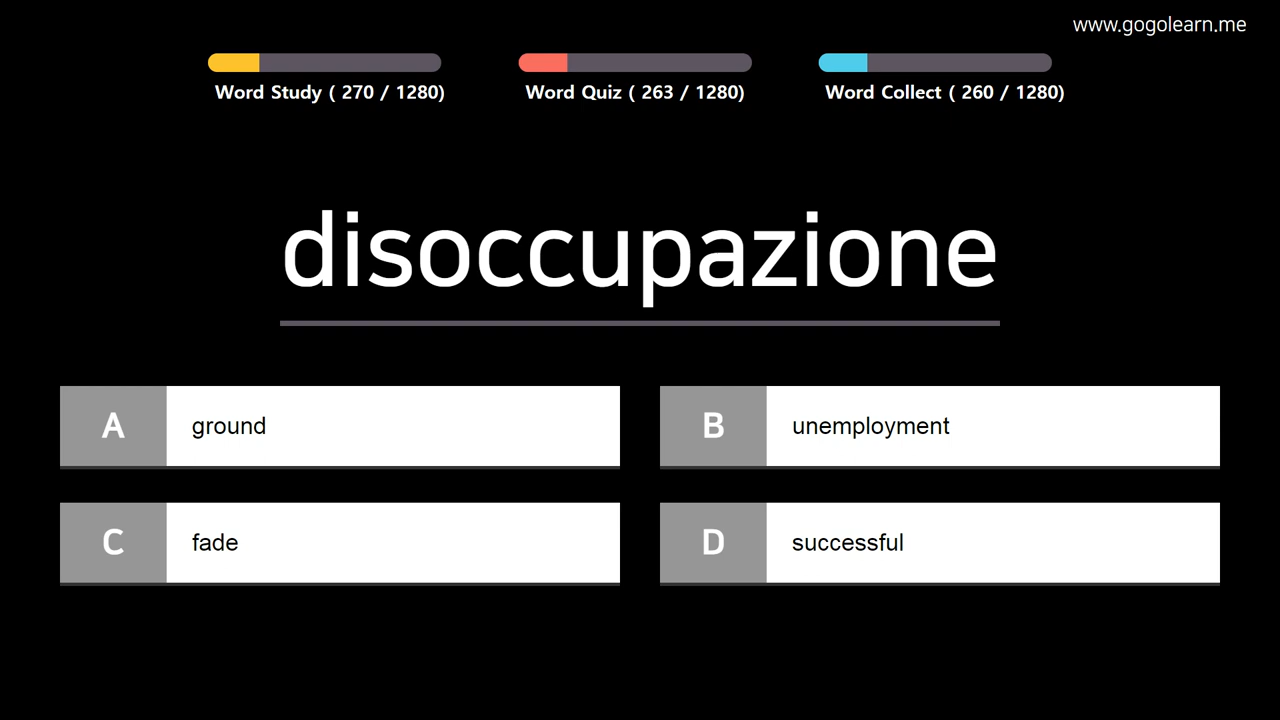 www.gogolearn.me
Word Study ( 270 / 1280)
Word Quiz ( 263 / 1280)
Word Collect ( 260 / 1280)
disoccupazione
A ground
B unemployment
C fade
D successful